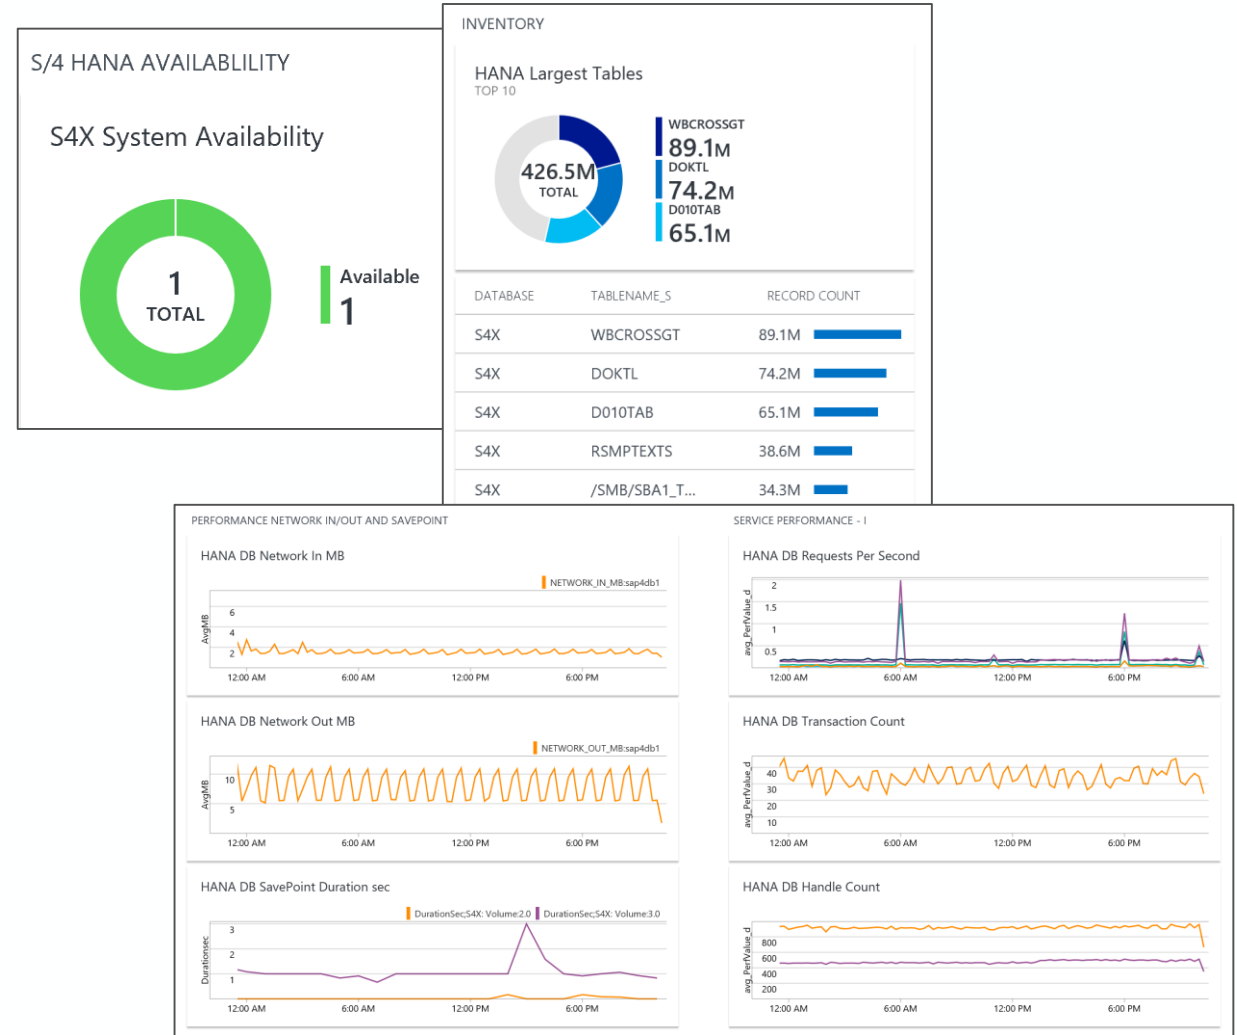 S/4 HANA AVAILABLILITY
S4X System Availability
1
TOTAL
Available
1
INVENTORY
HANA Largest Tables
TOP 10
426.5M
TOTAL
WBCROSSGT
89.1M
DOKTL
74.2M
D010TAB
65.1M
DATABASE TABLENAME_S RECORD COUNT
S4X WBCROSSGT 89.1M
S4X DOKTL 74.2M
S4X D010TAB 65.1M
S4X RSMPTEXTS 38.6M
S4X /SMB/SBA1_T... 34.3M
PERFORMANCE NETWORK IN/OUT AND SAVEPOINT
HANA DB Network In MB
NETWORK_IN_MB:sap4db1
AvgMB
6
4
2
12:00 AM 6:00 AM 12:00 PM 6:00 PM
HANA DB Network Out MB
NETWORK_OUT_MB:sap4db1
AvgMB
10
5
12:00 AM 6:00 AM 12:00 PM 6:00 PM
HANA DB SavePoint Duration sec
DurationSec;S4X: Volume:2.0 DurationSec;S4X: Volume:3.0
Durationsec
3
2
1
12:00 AM 6:00 AM 12:00 PM 6:00 PM
SERVICE PERFORMANCE - I
HANA DB Requests Per Second
avg_PerfValue_d
2
1.5
1
0.5
12:00 AM 6:00 AM 12:00 PM 6:00 PM
HANA DB Transaction Count
avg_PerfValue_d
40
30
20
10
12:00 AM 6:00 AM 12:00 PM 6:00 PM
HANA DB Handle Count
avg_PerfValue_d
800
600
400
200
12:00 AM 6:00 AM 12:00 PM 6:00 PM